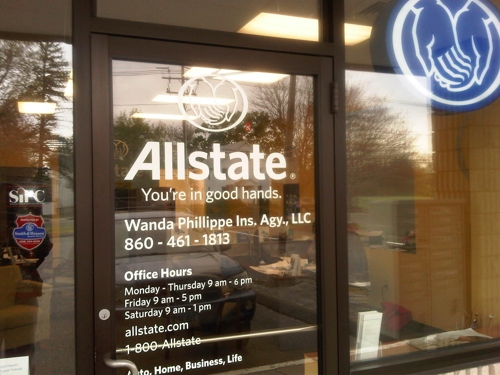 Allstate®
You're in good hands.
Wanda Phillippe Ins. Agy., LLC
860 - 461 - 1813
Office Hours
Monday - Thursday 9 am - 6 pm
Friday 9 am - 5 pm
Saturday 9 am - 1 pm
allstate.com
1-800-Allstate
Auto, Home, Business, Life
SIPC